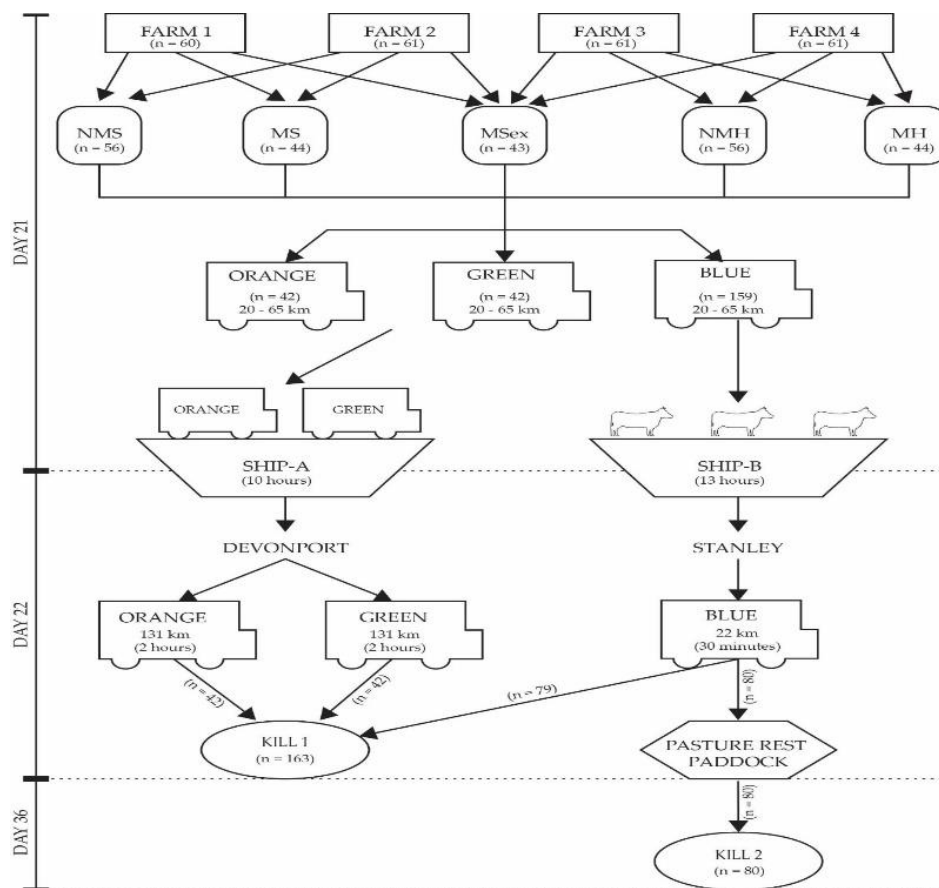 FARM 1
(n = 60)
FARM 2
(n = 61)
FARM 3
(n = 61)
FARM 4
(n = 61)
NMS
(n = 56)
MS
(n = 44)
MSex
(n = 43)
NMH
(n = 56)
MH
(n = 44)
DAY 21
ORANGE
(n = 42)
20 - 65 km
GREEN
(n = 42)
20 - 65 km
BLUE
(n = 159)
20 - 65 km
ORANGE
GREEN
SHIP-A
(10 hours)
SHIP-B
(13 hours)
DAY 22
DEVONPORT
STANLEY
ORANGE
131 km
(2 hours)
GREEN
131 km
(2 hours)
BLUE
22 km
(30 minutes)
(n = 42)
(n = 42)
(n = 79)
(n = 80)
KILL 1
(n = 163)
PASTURE REST
PADDOCK
DAY 36
(n = 80)
KILL 2
(n = 80)